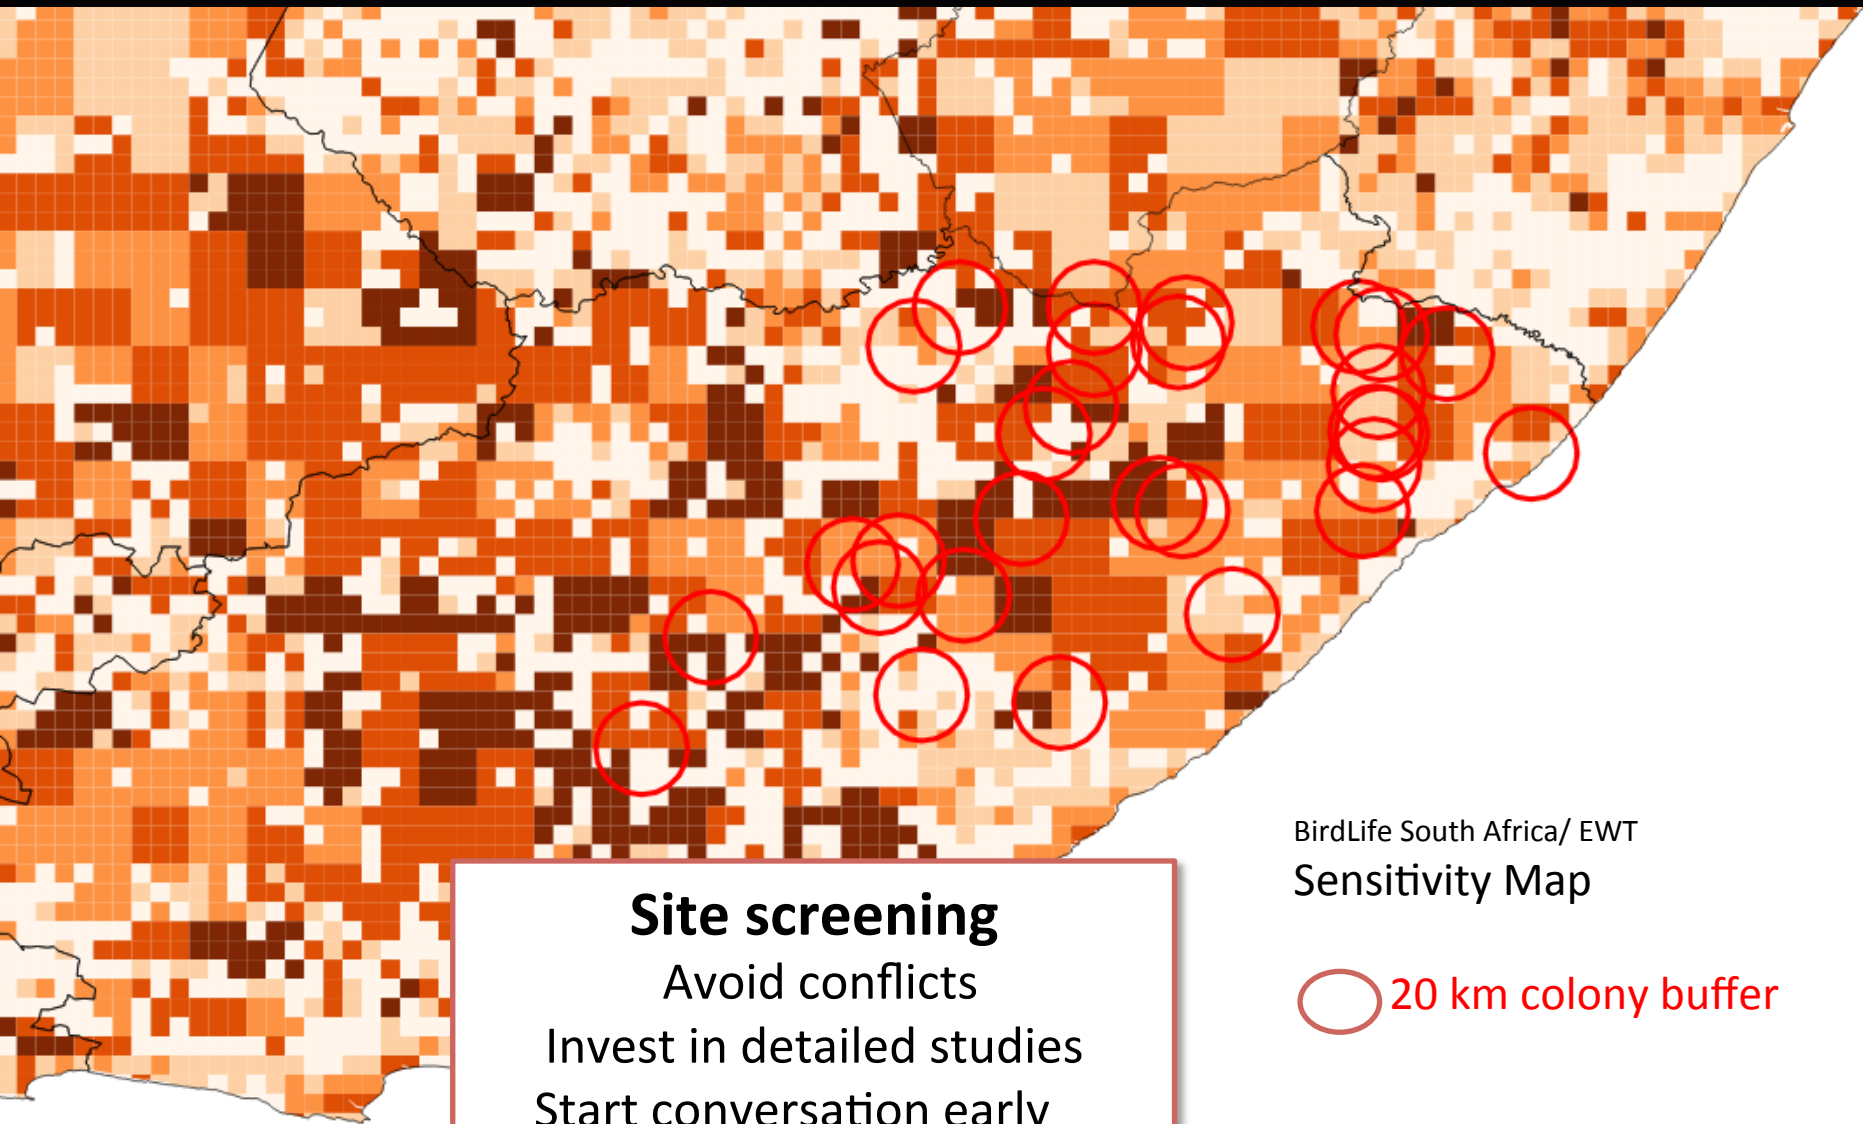 BirdLife South Africa/ EWT
Sensitivity Map
20 km colony buffer
Site screening
Avoid conflicts
Invest in detailed studies
Start conversation early